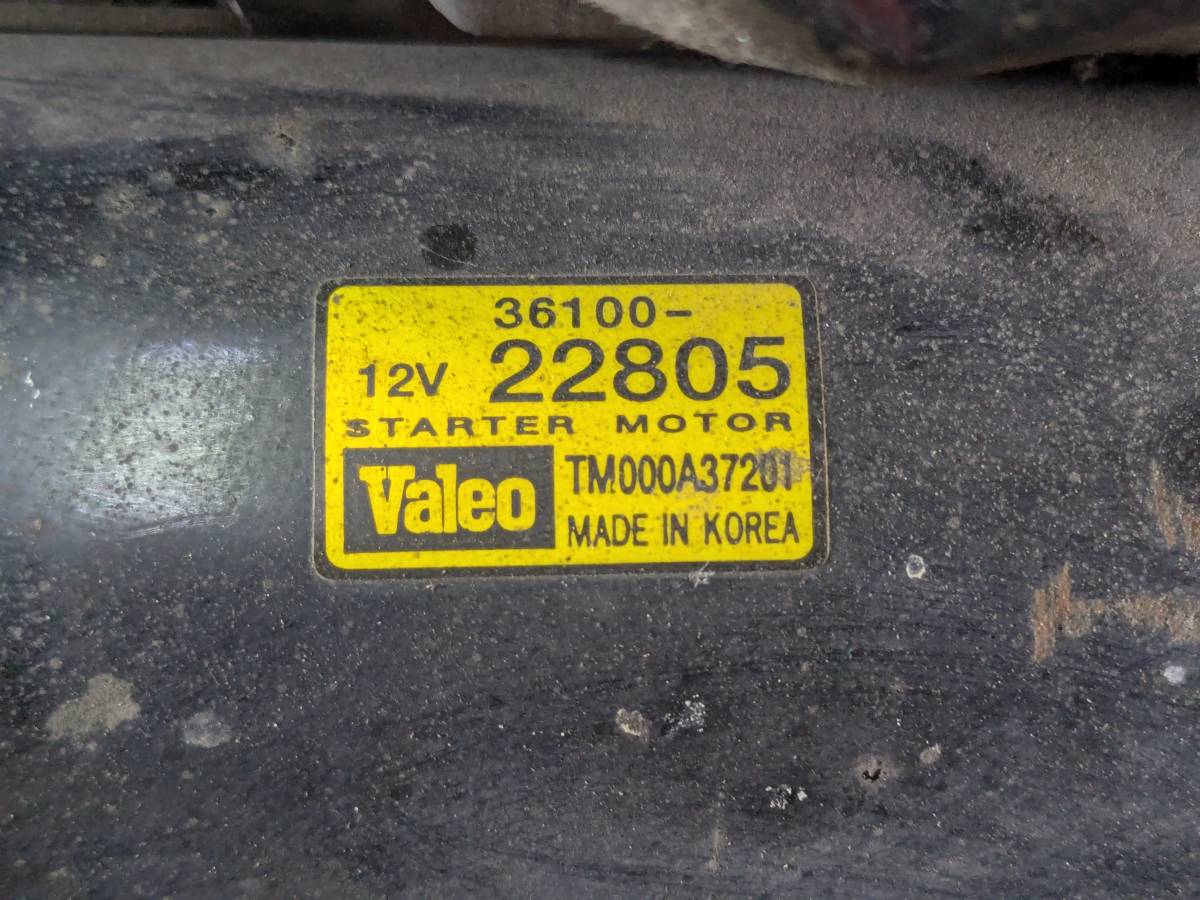 36100-
12V 22805
STARTER MOTOR
Valeo TM000A37201
MADE IN KOREA